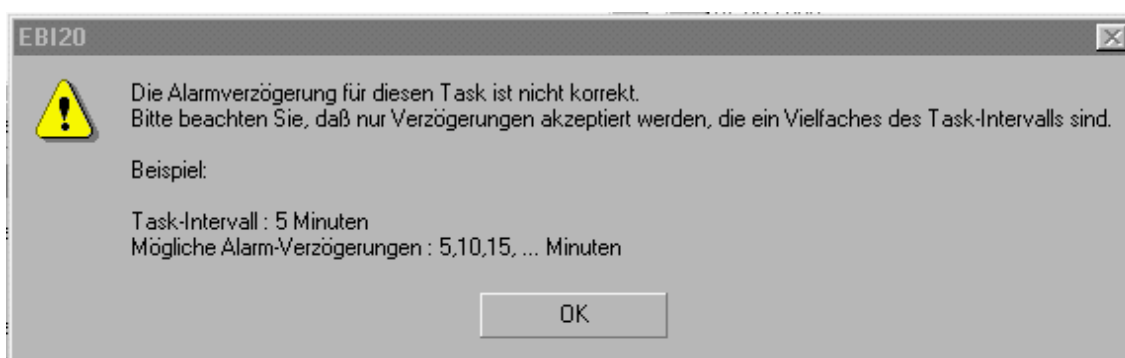 EBI20
Die Alarmverzögerung für diesen Task ist nicht korrekt.
Bitte beachten Sie, daß nur Verzögerungen akzeptiert werden, die ein Vielfaches des Task-Intervalls sind.
Beispiel:
Task-Intervall : 5 Minuten
Mögliche Alarm-Verzögerungen : 5,10,15, ... Minuten
OK